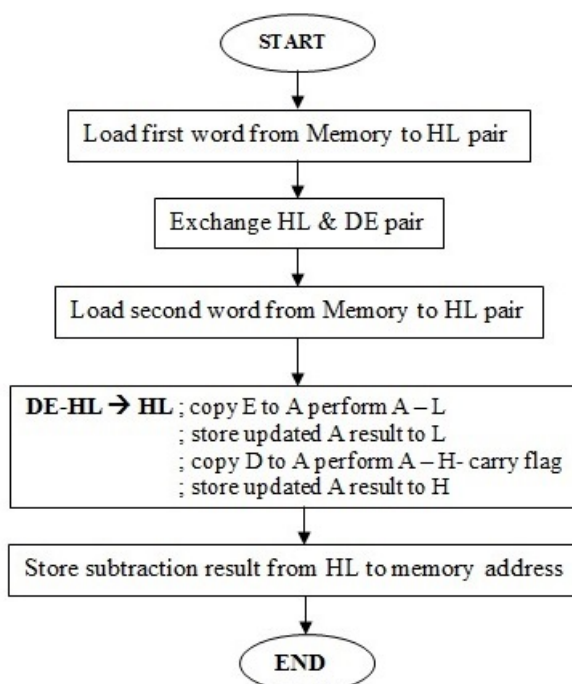 START
Load first word from Memory to HL pair
Exchange HL & DE pair
Load second word from Memory to HL pair
DE-HL → HL ; copy E to A perform A – L
; store updated A result to L
; copy D to A perform A – H- carry flag
; store updated A result to H
Store subtraction result from HL to memory address
END